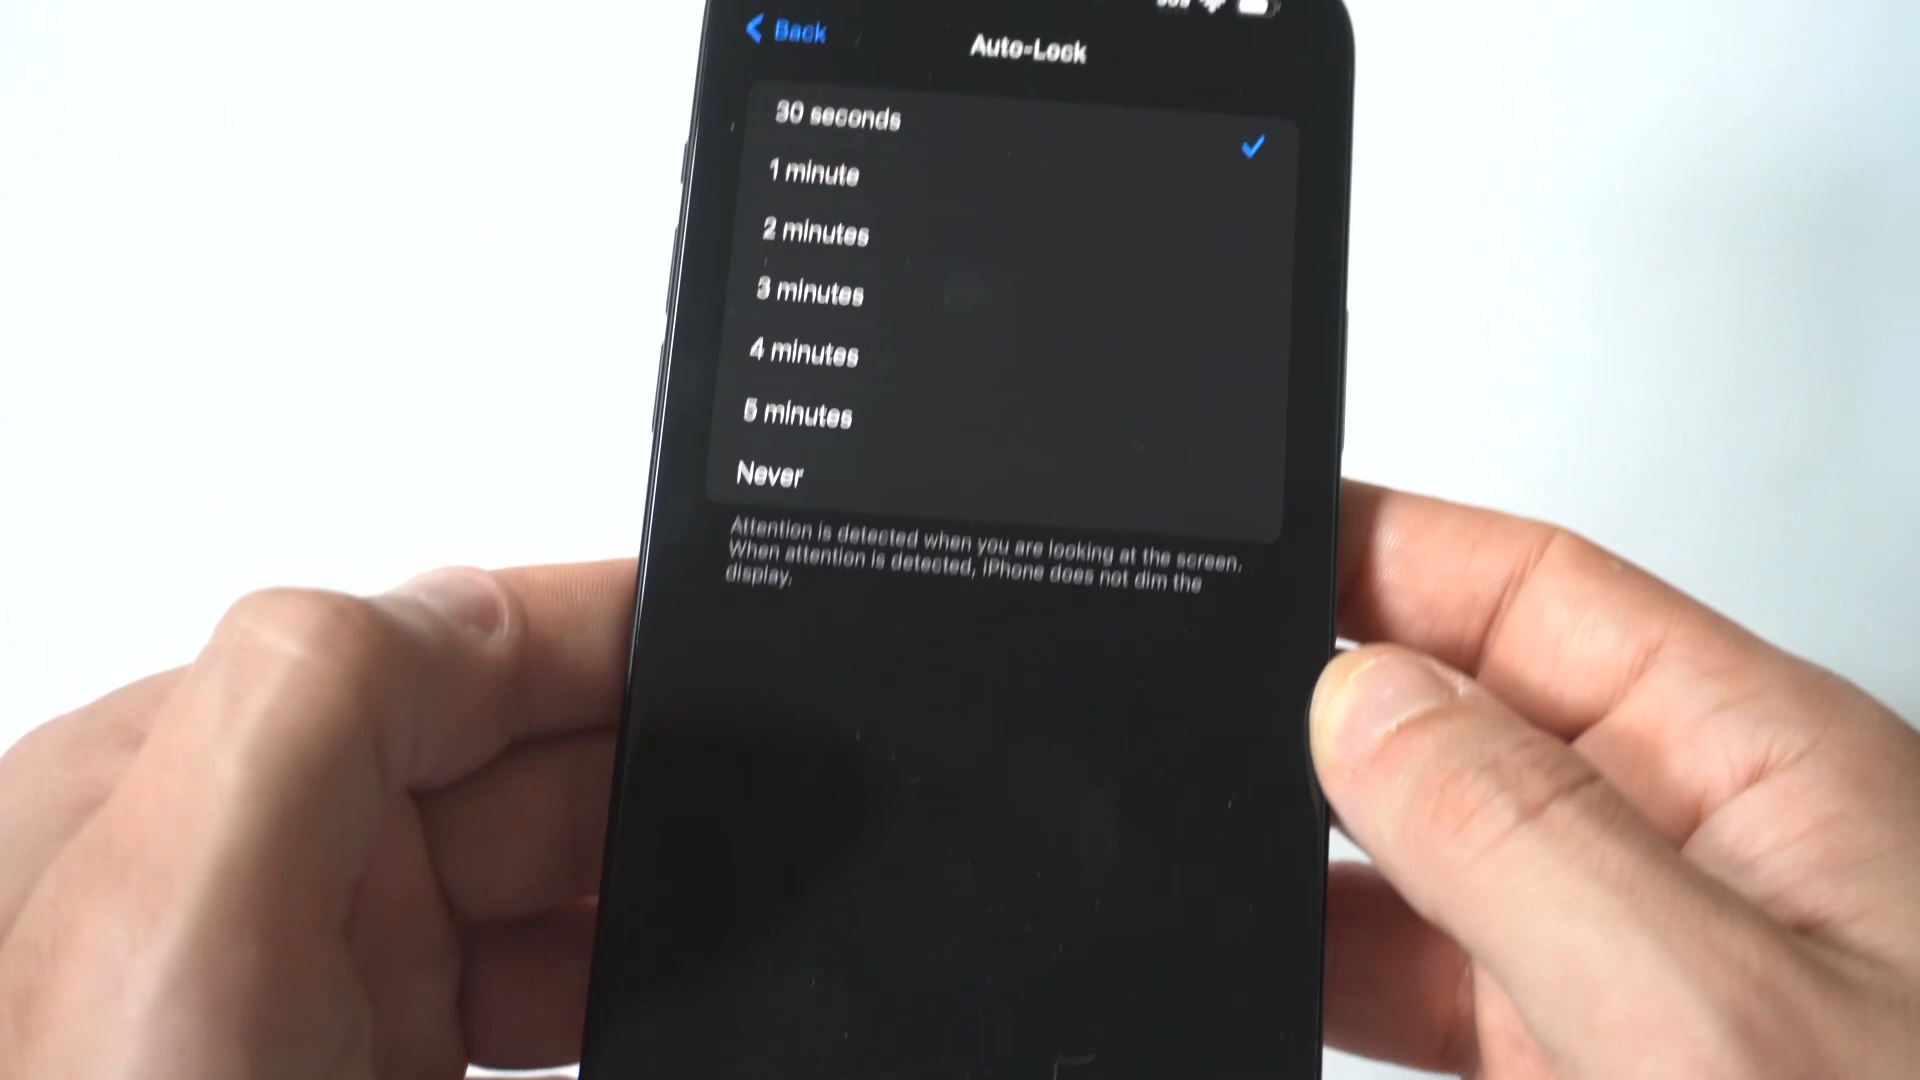 Back
Auto-Lock
30 seconds
1 minute
2 minutes
3 minutes
4 minutes
5 minutes
Never
Attention is detected when you are looking at the screen.
When attention is detected, iPhone does not dim the
display.